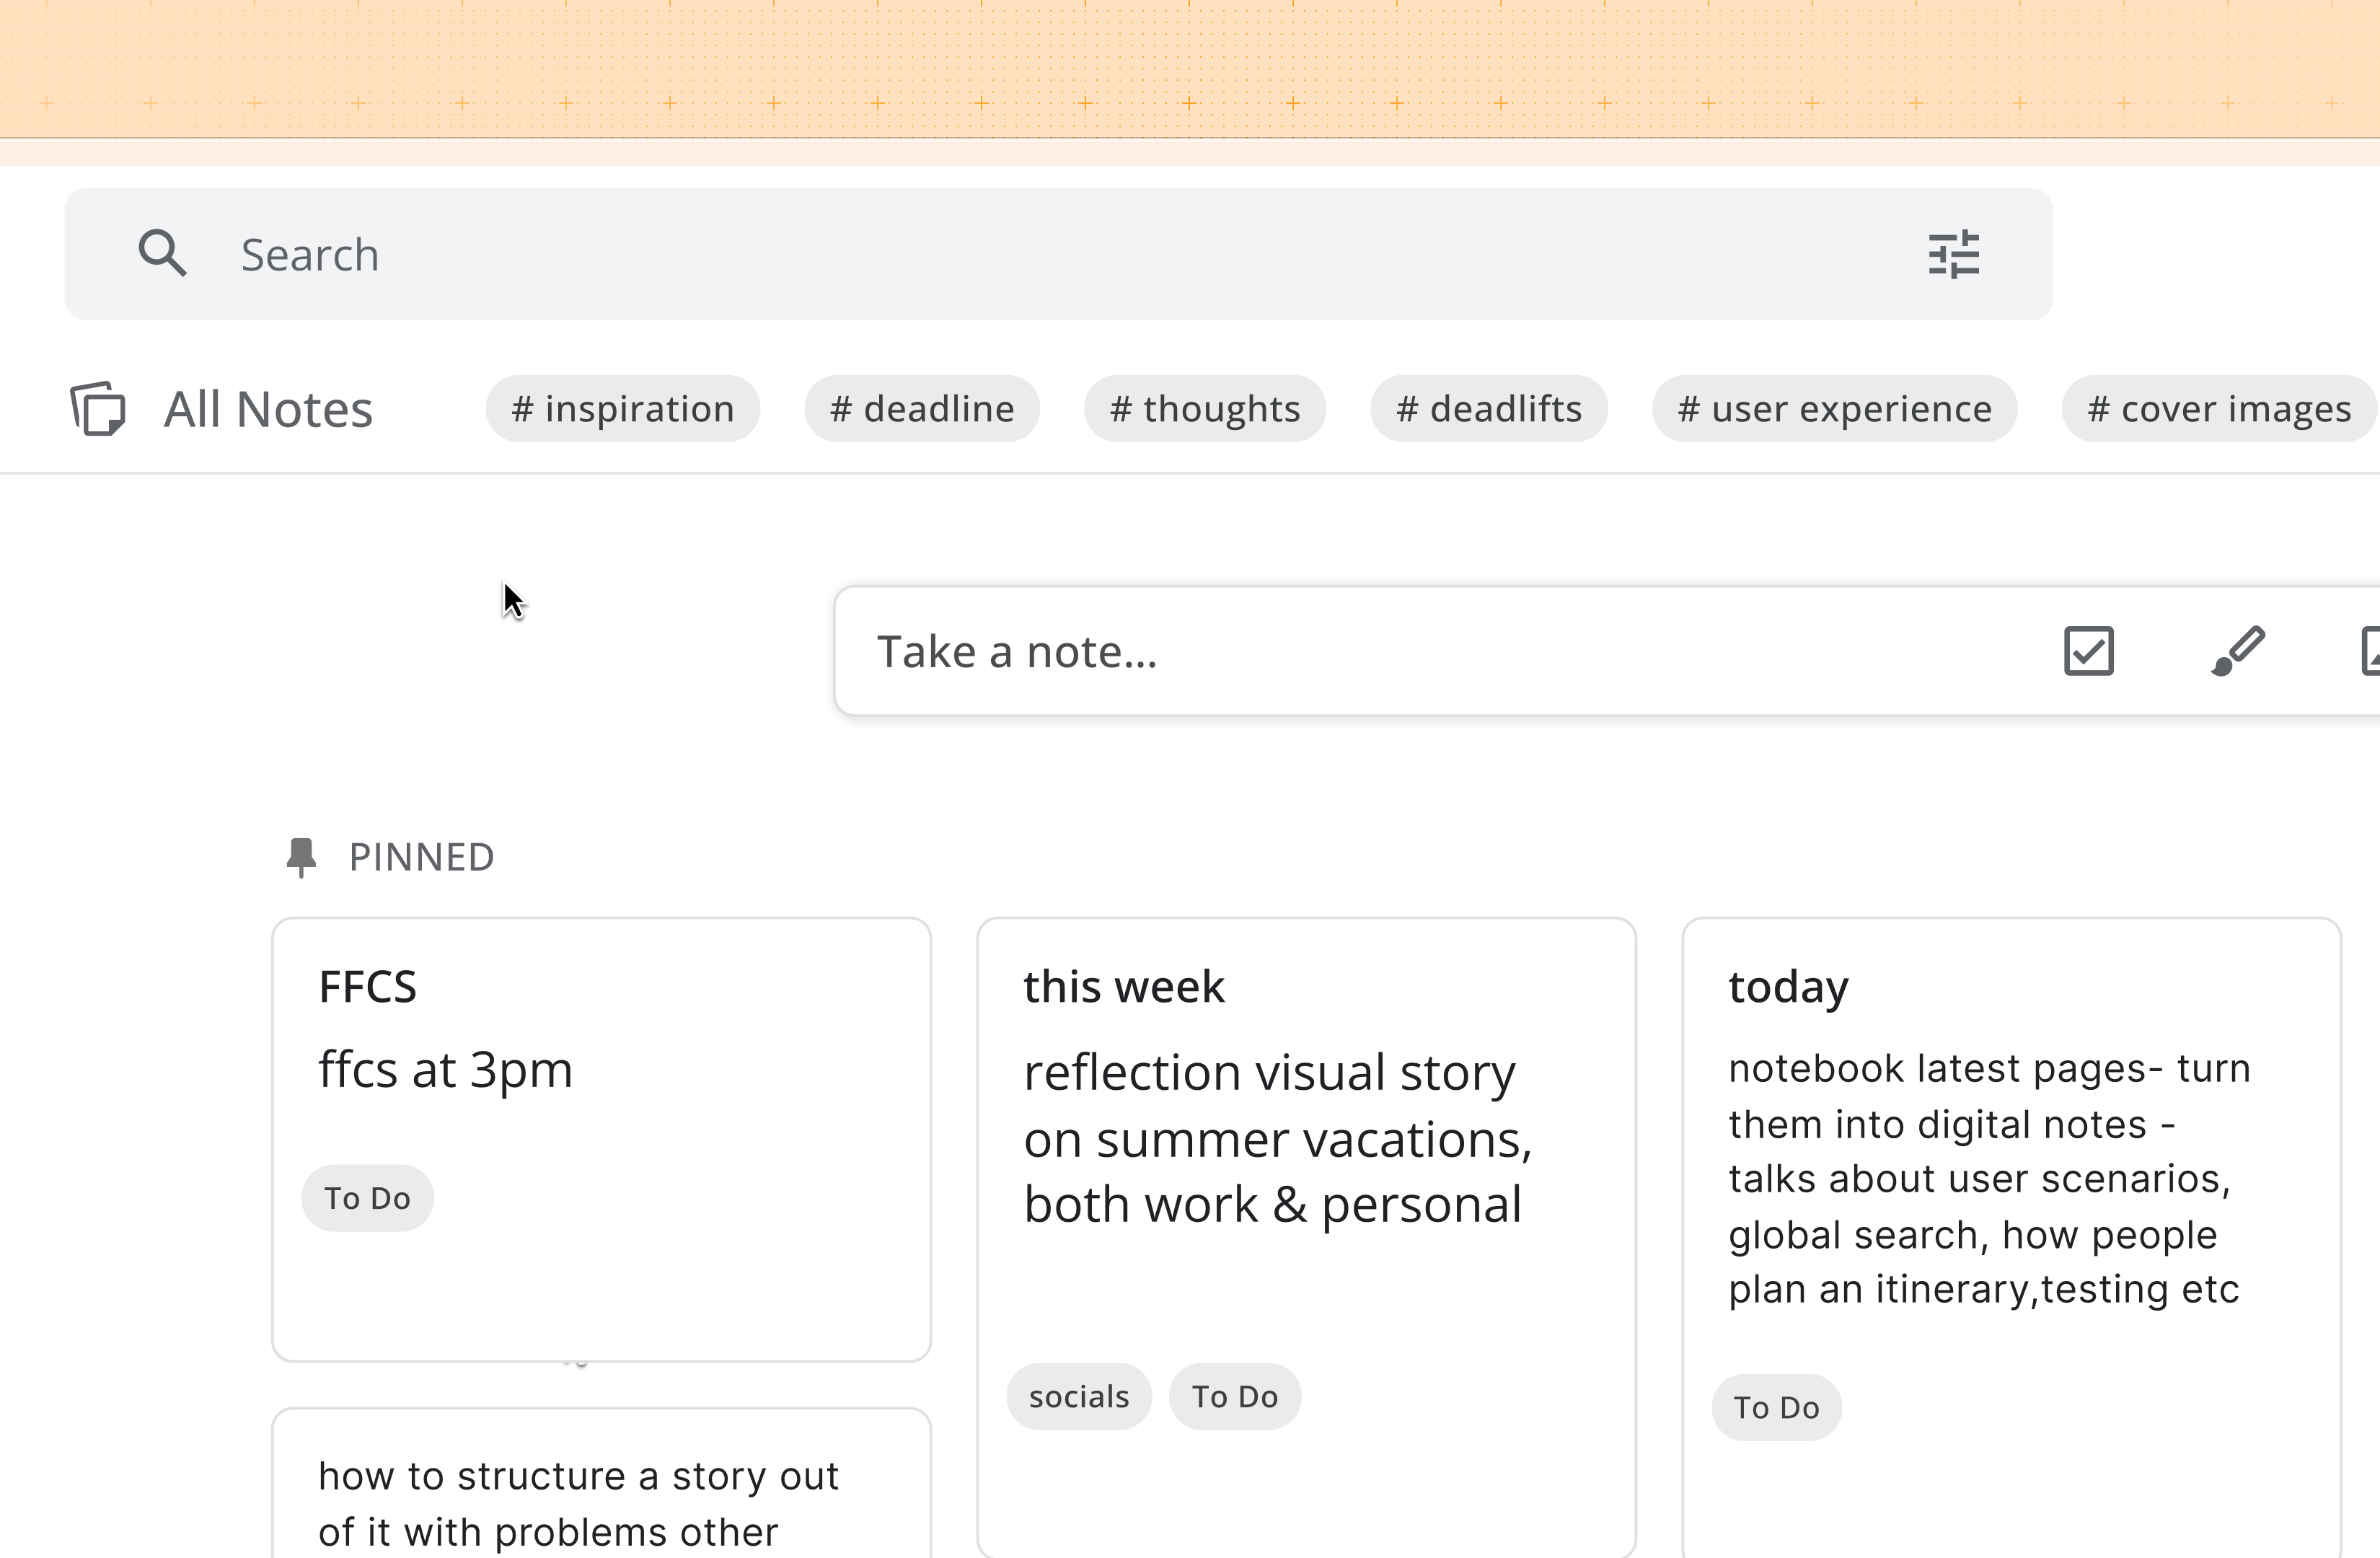 Search
All Notes
# inspiration
# deadline
# thoughts
# deadlifts
# user experience
# cover images
Take a note...
PINNED
FFCS
ffcs at 3pm
To Do
this week
reflection visual story
on summer vacations,
both work & personal
socials
To Do
today
notebook latest pages- turn
them into digital notes -
talks about user scenarios,
global search, how people
plan an itinerary,testing etc
To Do
how to structure a story out
of it with problems other